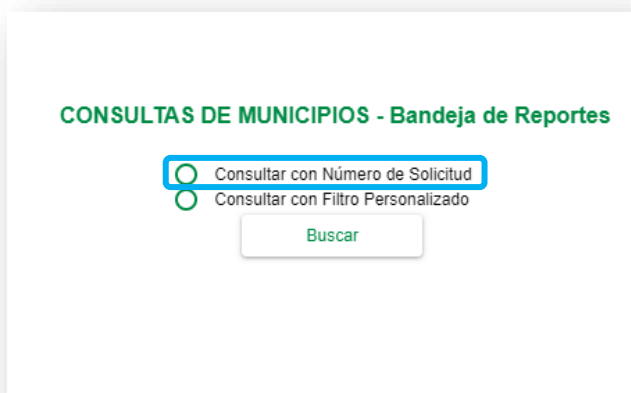 CONSULTAS DE MUNICIPIOS - Bandeja de Reportes
Consultar con Número de Solicitud
Consultar con Filtro Personalizado
Buscar